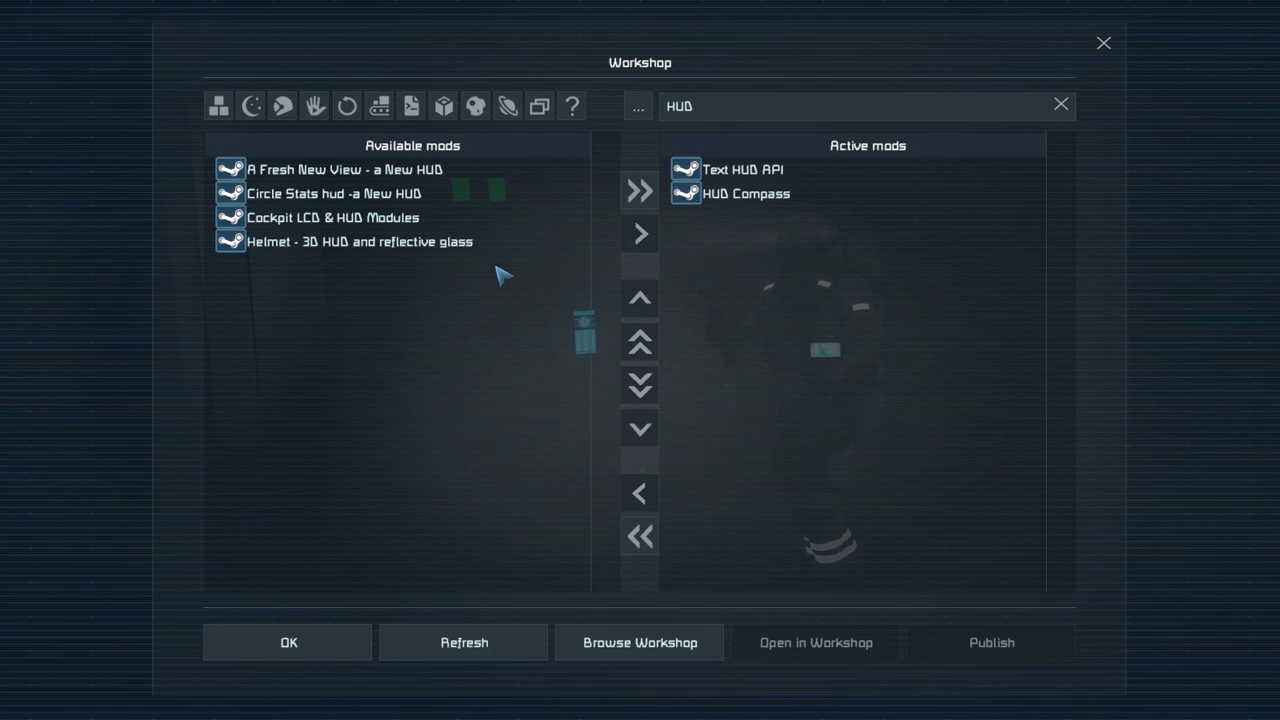 Workshop
... HUD
Available mods
A Fresh New View - a New HUD
Circle Stats hud -a New HUD
Cockpit LCD & HUD Modules
Helmet - 3D HUD and reflective glass
Active mods
Text HUD API
HUD Compass
OK
Refresh
Browse Workshop
Open in Workshop
Publish